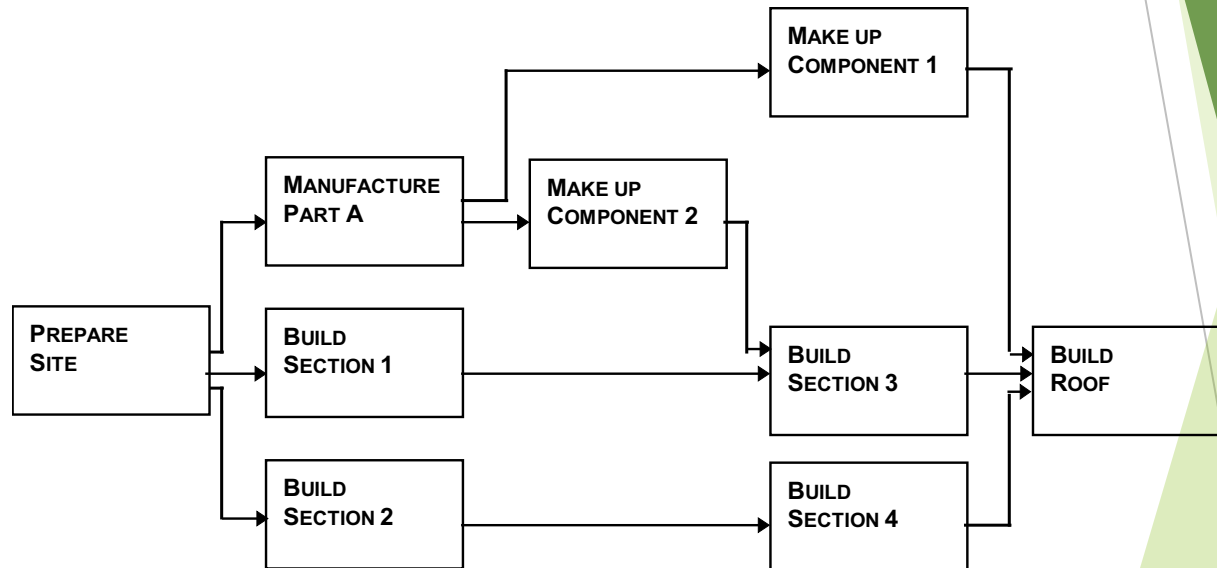 MAKE UP
COMPONENT 1
MANUFACTURE
PART A
MAKE UP
COMPONENT 2
PREPARE
SITE
BUILD
SECTION 1
BUILD
SECTION 3
BUILD
ROOF
BUILD
SECTION 2
BUILD
SECTION 4